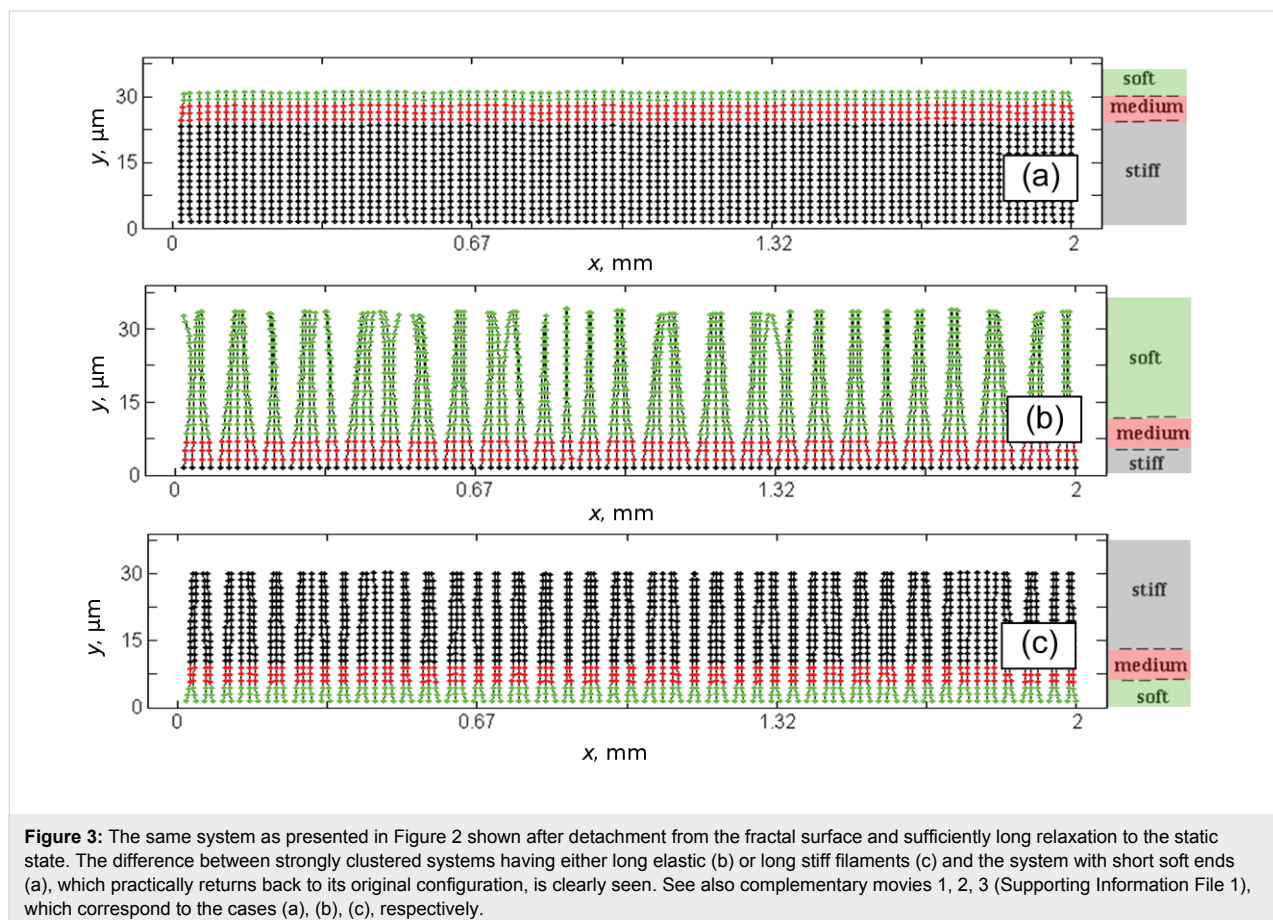 soft
30
medium
y, µm
15
stiff
(a)
0
0 0.67 1.32 2
x, mm
30
soft
y, µm
15
(b)
medium
0
stiff
0 0.67 1.32 2
x, mm
30
stiff
y, µm
15
(c)
medium
0
soft
0 0.67 1.32 2
x, mm
Figure 3: The same system as presented in Figure 2 shown after detachment from the fractal surface and sufficiently long relaxation to the static
state. The difference between strongly clustered systems having either long elastic (b) or long stiff filaments (c) and the system with short soft ends
(a), which practically returns back to its original configuration, is clearly seen. See also complementary movies 1, 2, 3 (Supporting Information File 1),
which correspond to the cases (a), (b), (c), respectively.